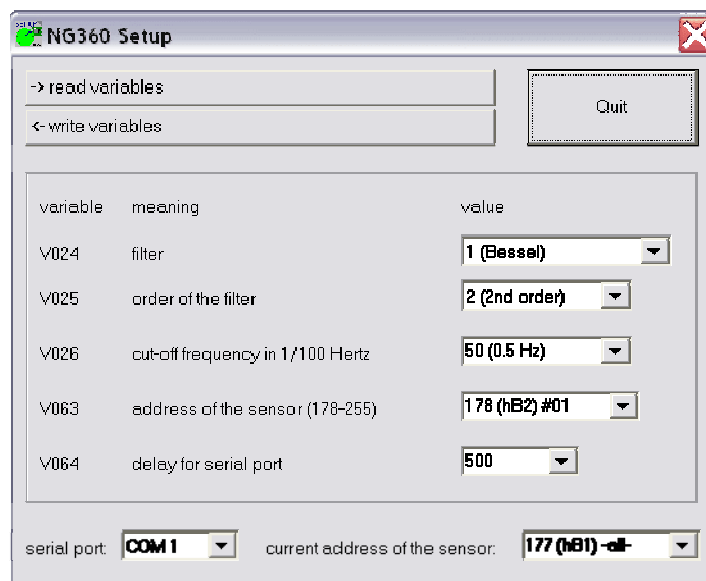 NG360 Setup
-> read variables
Quit
<- write variables
variable meaning value
V024 filter 1 (Bessel)
V025 order of the filter 2 (2nd order)
V026 cut-off frequency in 1/100 Hertz 50 (0.5 Hz)
V063 address of the sensor (178-255) 178 (hB2) #01
V064 delay for serial port 500
serial port: COM 1 current address of the sensor: 177 (hB1) -all-